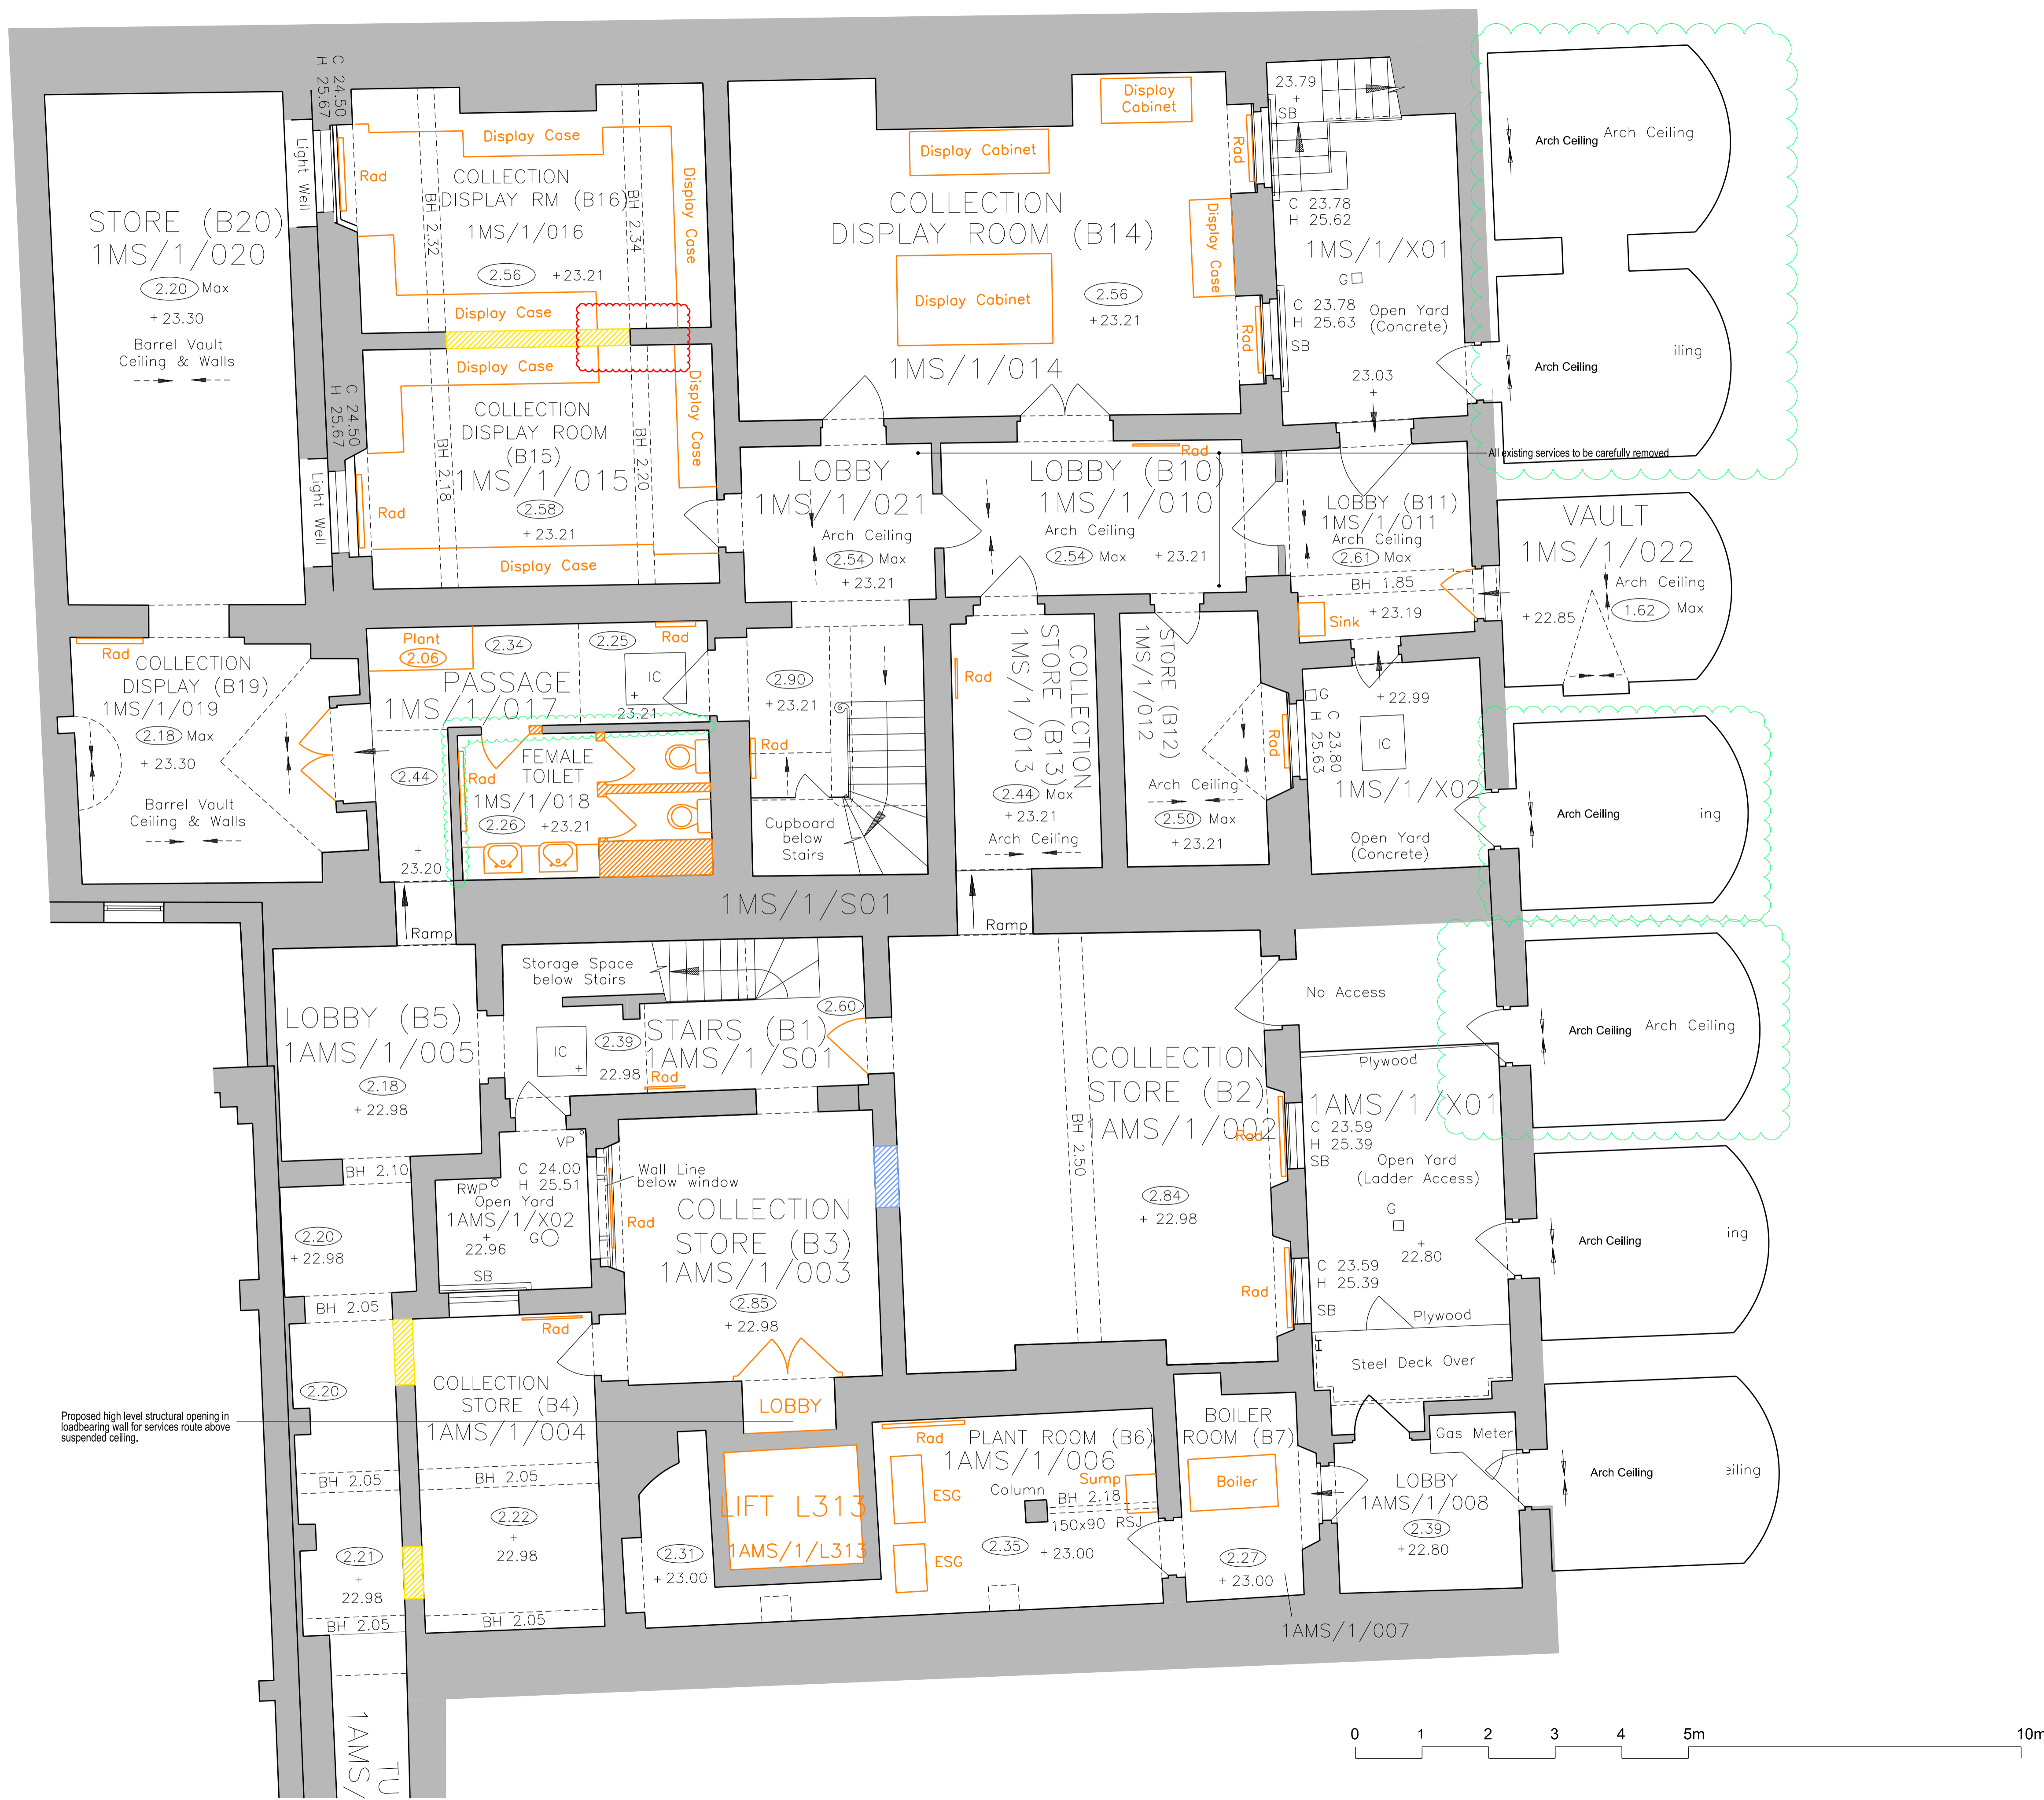 STORE (B20)
1MS/1/020
2.20 Max
+ 23.30
Barrel Vault
Ceiling & Walls
C 24.50
H 25.67
Light Well
Rad
Display Case
COLLECTION
DISPLAY RM (B16)
1MS/1/016
2.56 +23.21
BH 2.32
BH 2.34
Display Case
Display Case
Display Case
Display Case
COLLECTION
DISPLAY ROOM
(B15)
1MS/1/015
2.58
+ 23.21
BH 2.18
BH 2.20
Display Case
C 24.50
H 25.67
Light Well
Rad
Display Cabinet
Display
Cabinet
COLLECTION
DISPLAY ROOM (B14)
Display Cabinet
2.56
+23.21
1MS/1/014
Display Case
Rad
Rad
23.79
+
SB
C 23.78
H 25.62
1MS/1/X01
G
C 23.78
H 25.63
Open Yard
(Concrete)
SB
23.03
+
Arch Ceiling Arch Ceiling
Arch Ceiling
iling
All existing services to be carefully removed
LOBBY
1MS/1/021
Arch Ceiling
2.54 Max
+ 23.21
Rad
LOBBY (B10)
1MS/1/010
Arch Ceiling
2.54 Max +23.21
LOBBY (B11)
1MS/1/011
Arch Ceiling
2.61 Max
BH 1.85
+23.19
Sink
VAULT
1MS/1/022
Arch Ceiling
1.62 Max
+ 22.85
Rad
COLLECTION
DISPLAY (B19)
1MS/1/019
2.18 Max
+ 23.30
Barrel Vault
Ceiling & Walls
Plant
2.06
2.34
2.25
Rad
IC
+
23.21
PASSAGE
1MS/1/017
2.44
+
23.20
FEMALE
TOILET
Rad
1MS/1/018
2.26 +23.21
2.90
+23.21
Rad
Cupboard
below
Stairs
Rad
COLLECTION
STORE (B13)
1MS/1/013
2.44 Max
+ 23.21
Arch Ceiling
STORE (B12)
1MS/1/012
Arch Ceiling
2.50 Max
+ 23.21
Rad
G
C 23.80
H 25.63
+ 22.99
IC
1MS/1/X02
Open Yard
(Concrete)
Arch Ceiling
ing
1MS/1/S01
Ramp
Ramp
LOBBY (B5)
1AMS/1/005
2.18
+ 22.98
Storage Space
below Stairs
IC
+
2.39
22.98
STAIRS (B1)
1AMS/1/S01
2.60
Rad
No Access
Plywood
COLLECTION
STORE (B2)
1AMS/1/002
BH 2.50
Rad
2.84
+ 22.98
Rad
1AMS/1/X01
C 23.59
H 25.39
SB
Open Yard
(Ladder Access)
G
+
22.80
C 23.59
H 25.39
SB
Plywood
Steel Deck Over
Arch Ceiling Arch Ceiling
Arch Ceiling
ing
BH 2.10
VP
C 24.00
H 25.51
RWP
Open Yard
1AMS/1/X02
+
22.96
G
SB
Wall Line
below window
Rad
COLLECTION
STORE (B3)
1AMS/1/003
2.85
+ 22.98
2.20
+ 22.98
BH 2.05
Rad
2.20
COLLECTION
STORE (B4)
1AMS/1/004
LOBBY
Proposed high level structural opening in
loadbearing wall for services route above
suspended ceiling.
BH 2.05
BH 2.05
2.22
+
22.98
2.21
+
22.98
BH 2.05
BH 2.05
2.31
+ 23.00
LIFT L313
1AMS/1/L313
Rad
PLANT ROOM (B6)
1AMS/1/006
Sump
Column
BH 2.18
150x90 RSJ
ESG
ESG
2.35 + 23.00
BOILER
ROOM (B7)
Boiler
2.27
+ 23.00
1AMS/1/007
Gas Meter
LOBBY
1AMS/1/008
2.39
+22.80
Arch Ceiling
eiling
TU
1AMS/
0 1 2 3 4 5m 10m